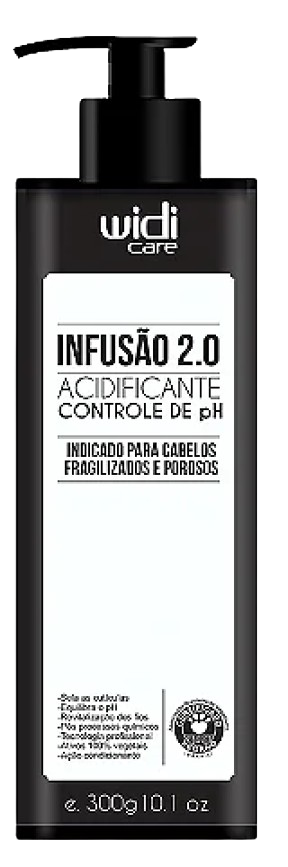 widi
care
INFUSÃO 2.0
ACIDIFICANTE
CONTROLE DE pH
INDICADO PARA CABELOS
FRAGILIZADOS E POROSOS
-Sela as cutículas
-Equilibra o pH
-Revitalização dos fios
-Pós processos químicos
-Tecnologia profissional
-Ativos 100% vegetais
-Ação condicionante
e. 300g 10.1 oz